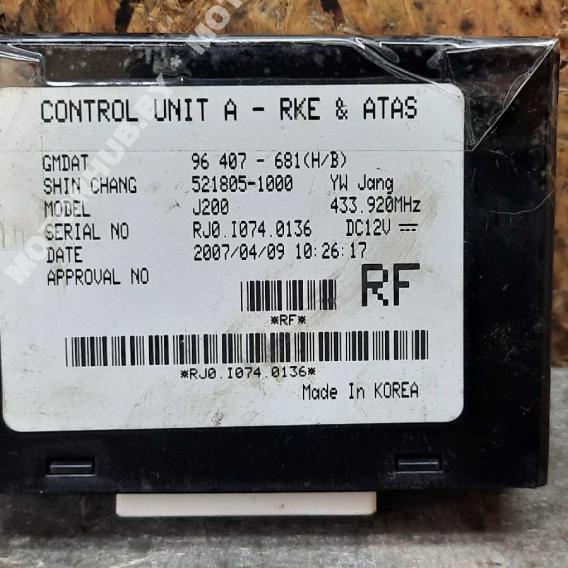 CONTROL UNIT A - RKE & ATAS
GMDAT 96 407 - 681(H/B)
SHIN CHANG 521805-1000 YW Jang
MODEL J200 433.920MHz
SERIAL NO RJ0.I074.0136 DC12V
DATE 2007/04/09 10:26:17
APPROVAL NO
RF
*RF*
*RJ0.I074.0136*
Made In KOREA